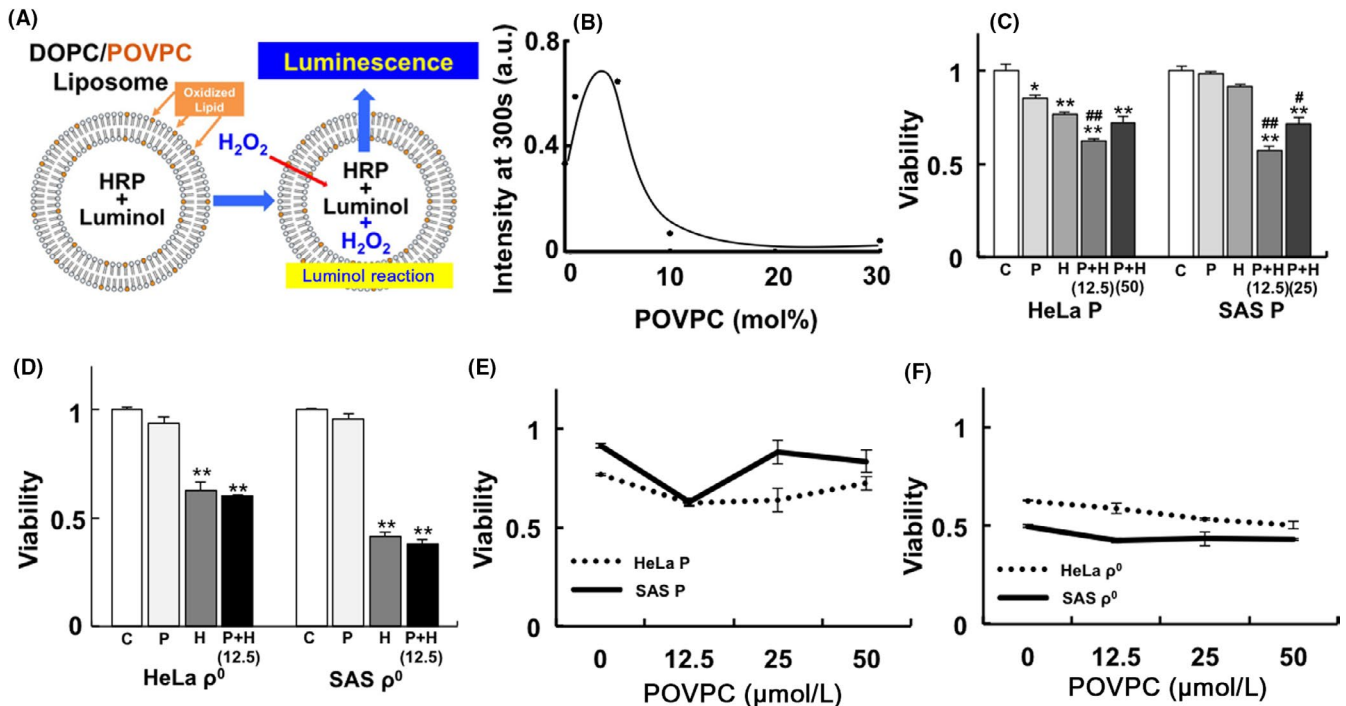 (A)
DOPC/POVPC
Liposome
Oxidized
Lipid
Luminescence
H₂O₂
HRP
+
Luminol
HRP
+
Luminol
+
H₂O₂
Luminol reaction
(B)
Intensity at 300s (a.u.)
0.8
0.4
0
0 10 20 30
POVPC (mol%)
(C)
Viability
1
0.5
0
* ** ## ** ** ## ** # **
C P H P+H P+H C P H P+H P+H
(12.5) (50) (12.5) (25)
HeLa P SAS P
(D)
Viability
1
0.5
0
** ** ** **
C P H P+H C P H P+H
(12.5) (12.5)
HeLa ρ⁰ SAS ρ⁰
(E)
Viability
1
0.5
0
HeLa P
SAS P
0 12.5 25 50
POVPC (μmol/L)
(F)
Viability
1
0.5
0
HeLa ρ⁰
SAS ρ⁰
0 12.5 25 50
POVPC (μmol/L)